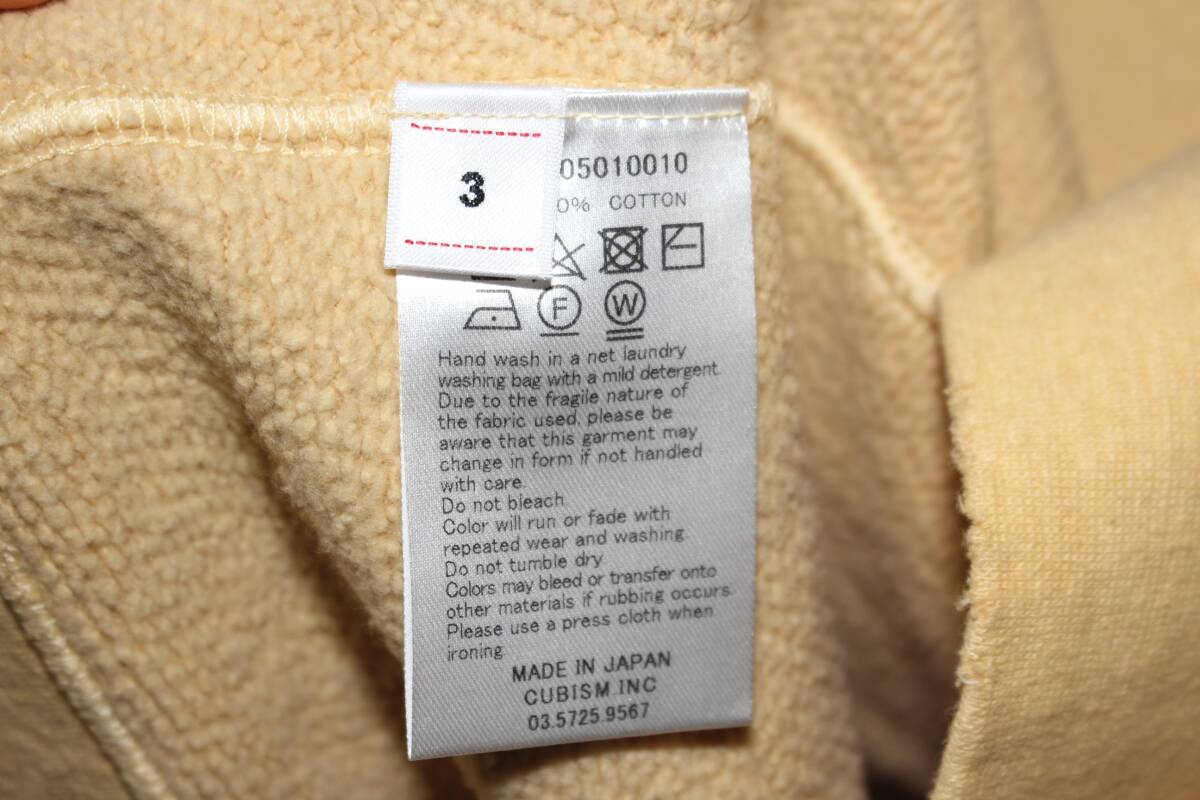 3
05010010
0% COTTON
F W
Hand wash in a net laundry
washing bag with a mild detergent.
Due to the fragile nature of
the fabric used, please be
aware that this garment may
change in form if not handled
with care.
Do not bleach.
Color will run or fade with
repeated wear and washing.
Do not tumble dry
Colors may bleed or transfer onto
other materials if rubbing occurs.
Please use a press cloth when
ironing
MADE IN JAPAN
CUBISM.INC
03.5725.9567